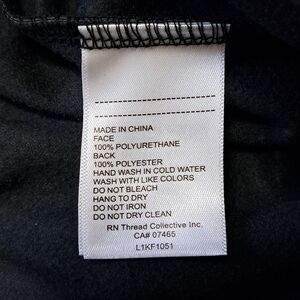 MADE IN CHINA
FACE
100% POLYURETHANE
BACK
100% POLYESTER
HAND WASH IN COLD WATER
WASH WITH LIKE COLORS
DO NOT BLEACH
HANG TO DRY
DO NOT IRON
DO NOT DRY CLEAN
RN Thread Collective Inc.
CA# 07465
L1KF1051